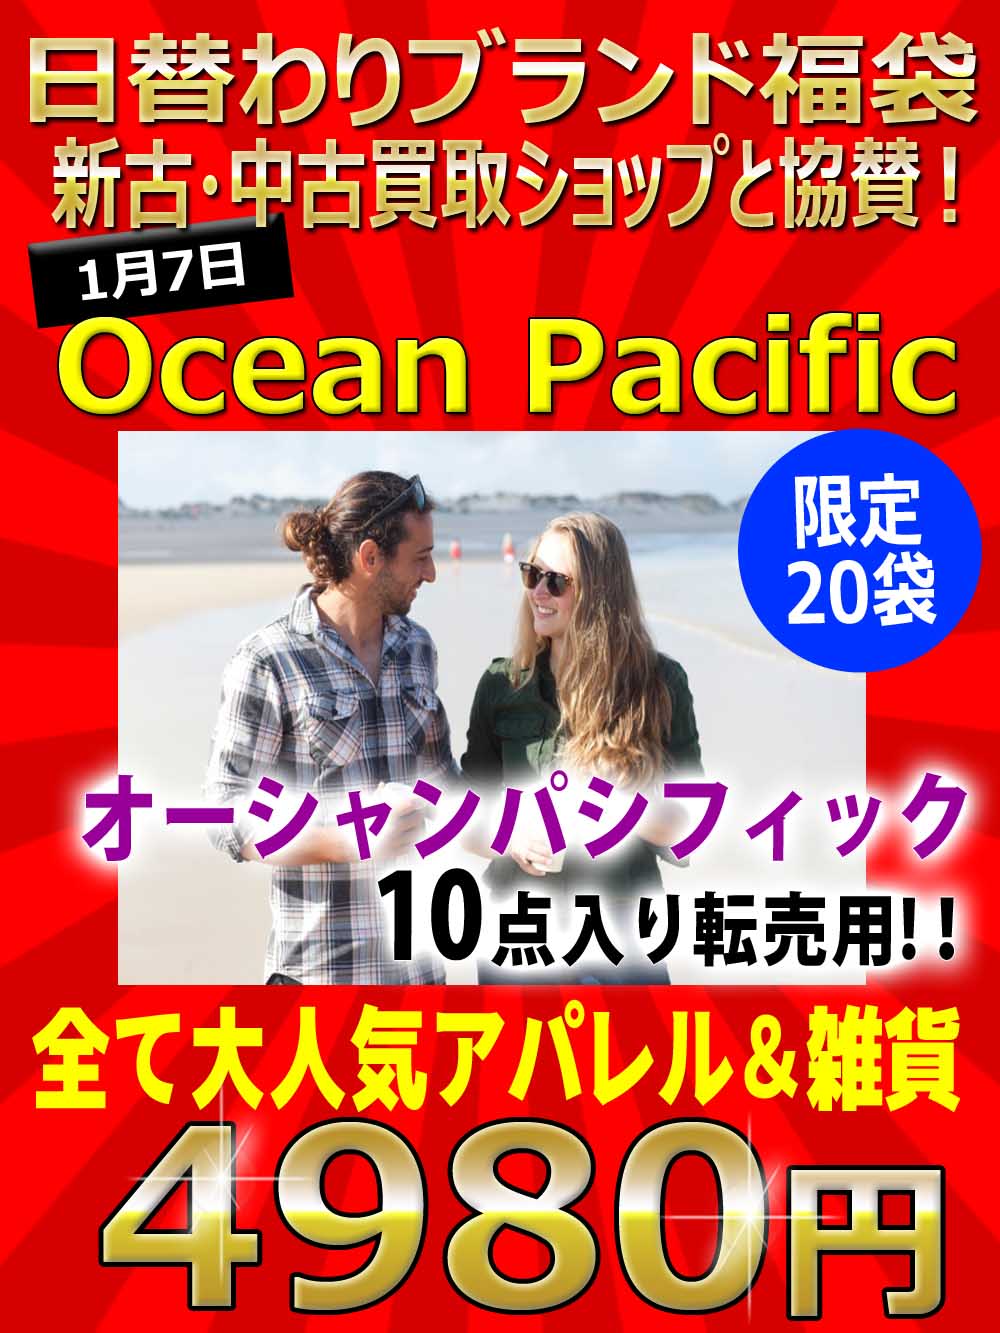 日替わりブランド福袋
新古・中古買取ショップと協賛！
1月7日
Ocean Pacific
限定
20袋
オーシャンパシフィック
10点入り転売用!!
全て大人気アパレル＆雑貨
4980円